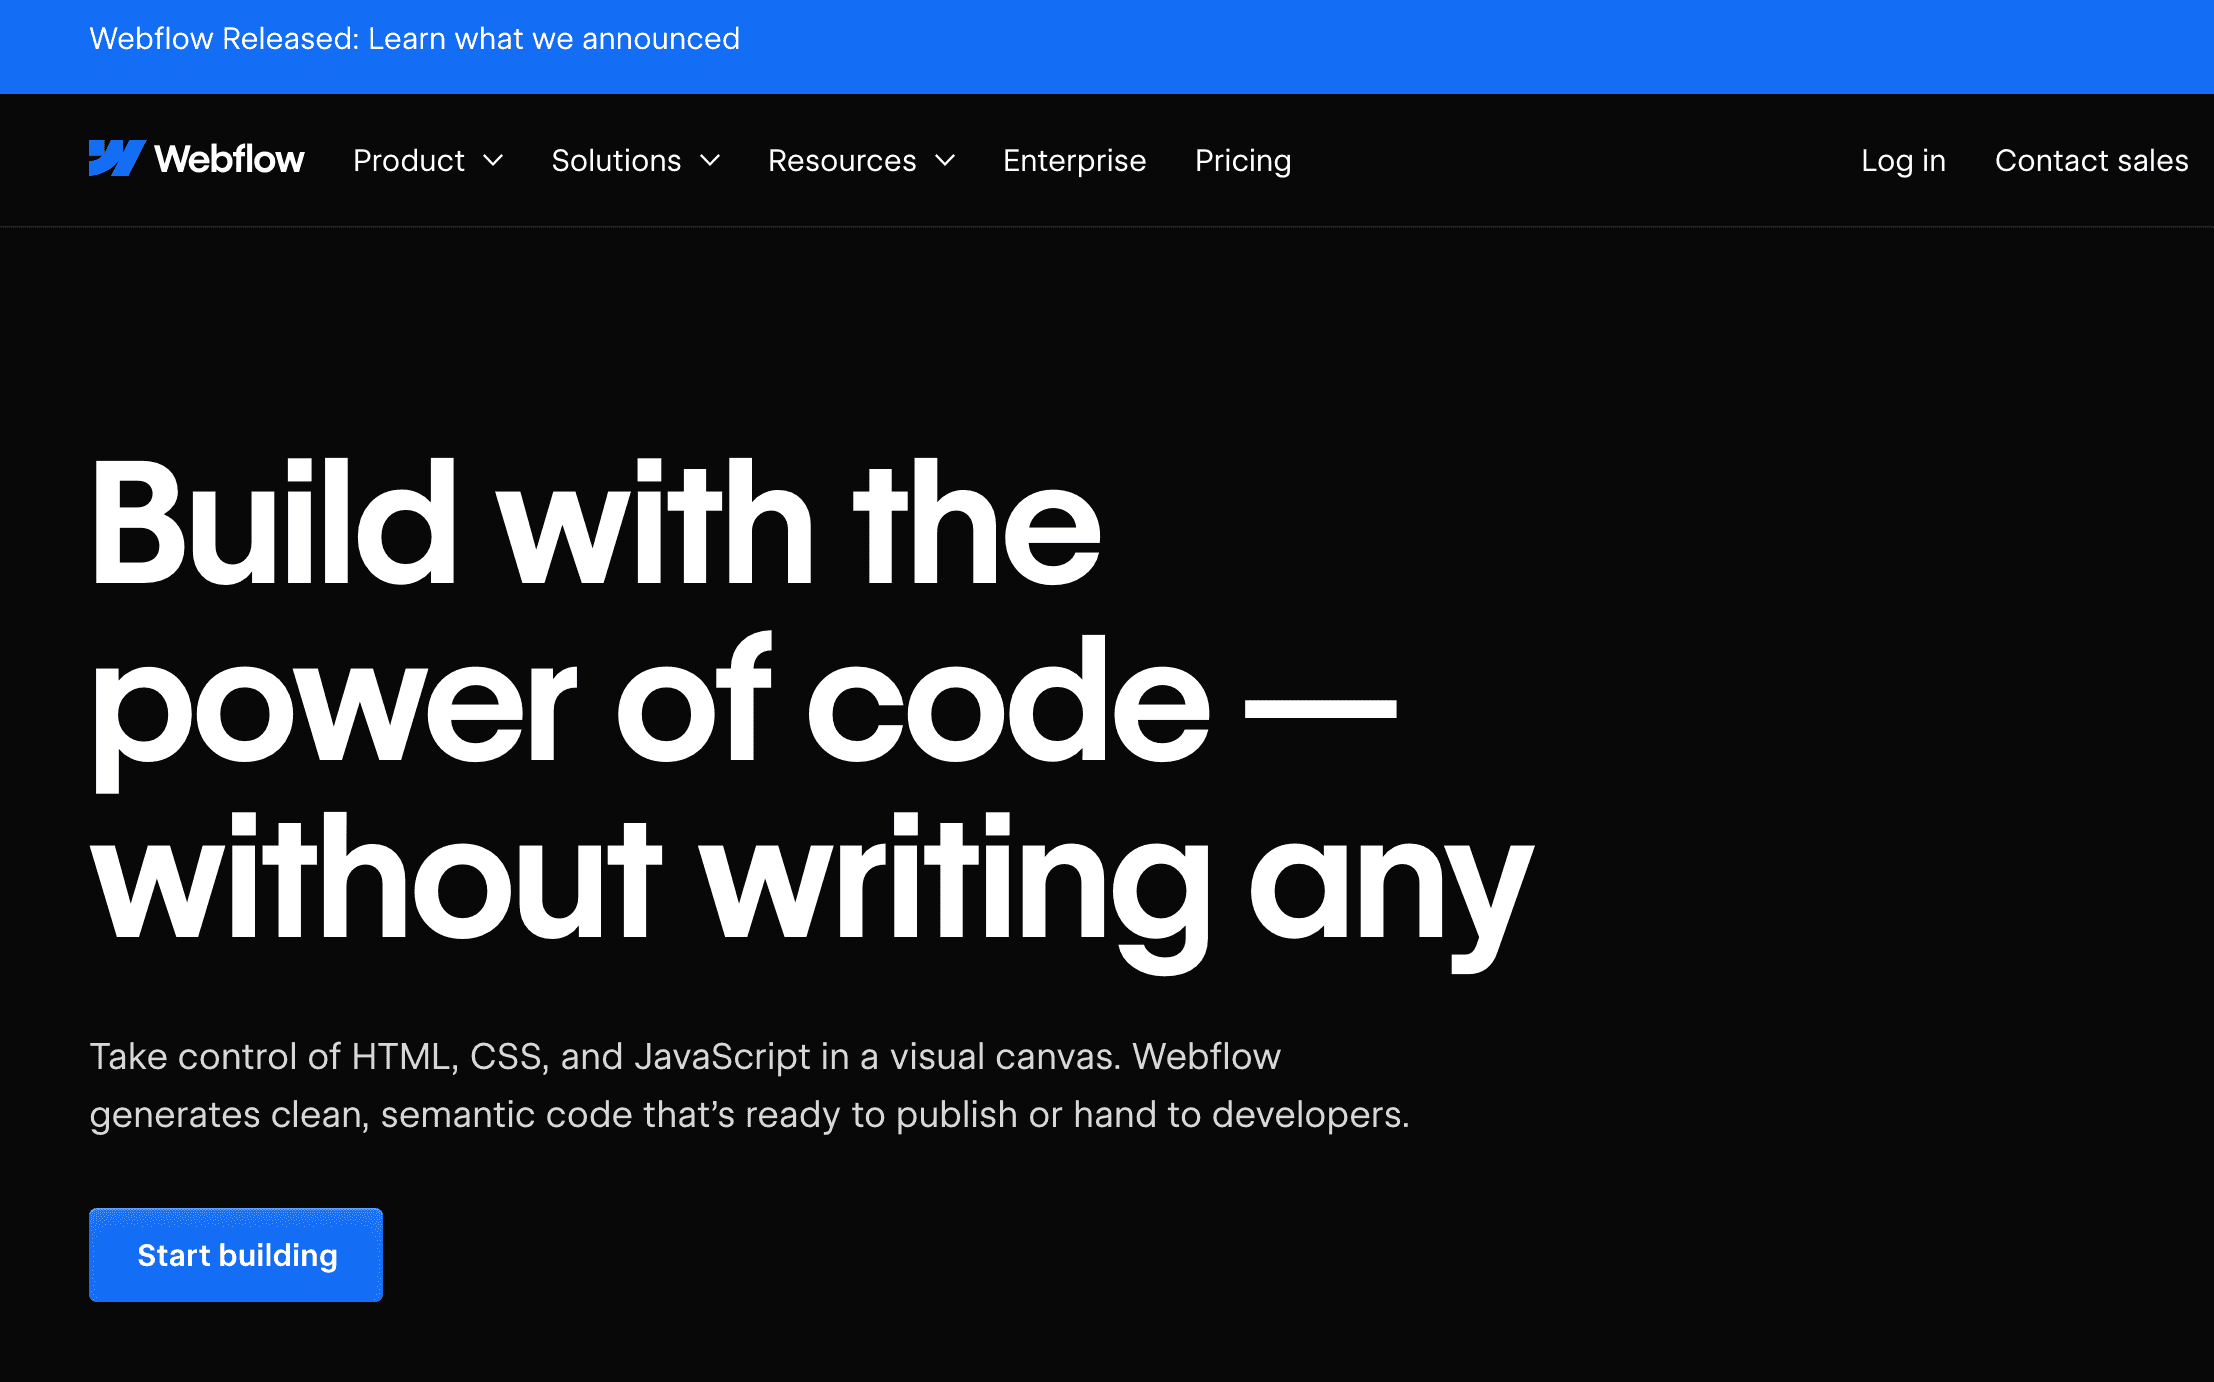 Webflow Released: Learn what we announced
Webflow Product Solutions Resources Enterprise Pricing Log in Contact sales
Build with the
power of code —
without writing any
Take control of HTML, CSS, and JavaScript in a visual canvas. Webflow
generates clean, semantic code that’s ready to publish or hand to developers.
Start building